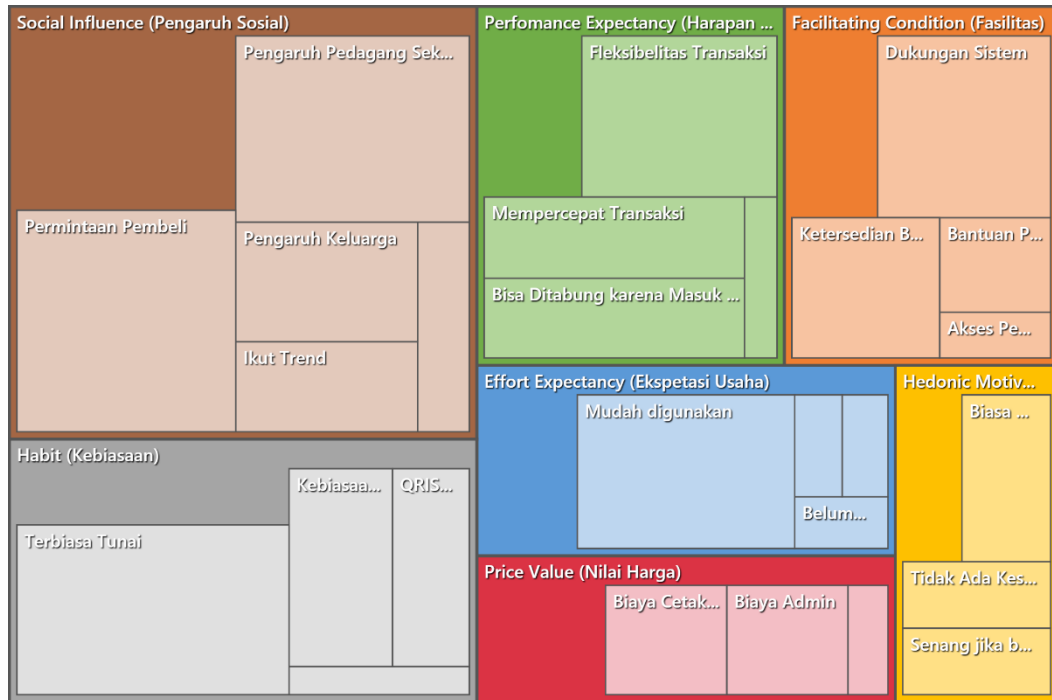 Social Influence (Pengaruh Sosial)
Pengaruh Pedagang Sek...
Permintaan Pembeli
Pengaruh Keluarga
Ikut Trend
Habit (Kebiasaan)
Kebiasaa...
QRIS...
Terbiasa Tunai
Perfomance Expectancy (Harapan ...
Fleksibelitas Transaksi
Mempercepat Transaksi
Bisa Ditabung karena Masuk ...
Facilitating Condition (Fasilitas)
Dukungan Sistem
Ketersedian B...
Bantuan P...
Akses Pe...
Effort Expectancy (Ekspetasi Usaha)
Mudah digunakan
Belum...
Price Value (Nilai Harga)
Biaya Cetak...
Biaya Admin
Hedonic Motiv...
Biasa ...
Tidak Ada Kes...
Senang jika b...